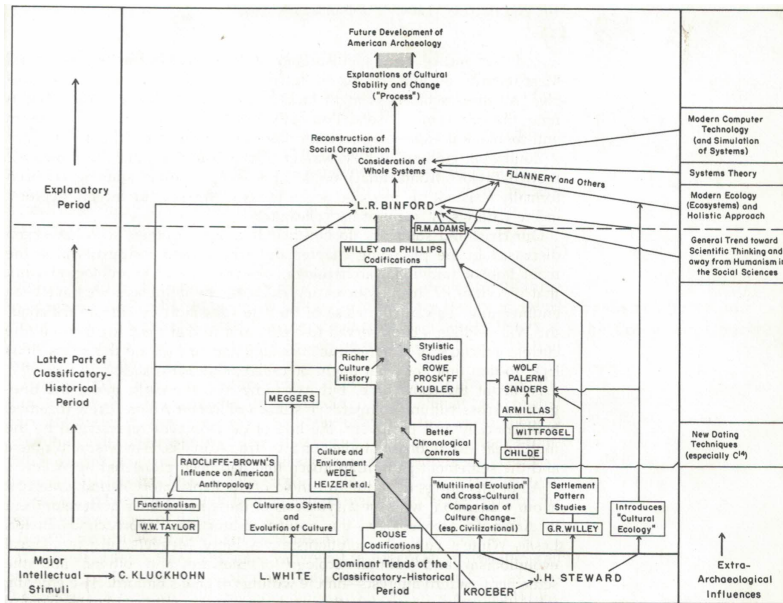 Future Development of
American Archaeology
Explanations of Cultural
Stability and Change
("Process")
Reconstruction of
Social Organization
Consideration of
Whole Systems
FLANNERY and Others
L.R. BINFORD
R.M. ADAMS
WILLEY and PHILLIPS
Codifications
Explanatory
Period
Modern Computer
Technology
(and Simulation
of Systems)
Systems Theory
Modern Ecology
(Ecosystems) and
Holistic Approach
General Trend toward
Scientific Thinking and
away from Humanism in
the Social Sciences
Latter Part of
Classificatory-
Historical
Period
Richer
Culture
History
Stylistic
Studies
ROWE
PROSK'FF
KUBLER
MEGGERS
WOLF
PALERM
SANDERS
ARMILLAS
WITTFOGEL
CHILDE
Better
Chronological
Controls
New Dating
Techniques
(especially C14)
RADCLIFFE-BROWN'S
Influence on American
Anthropology
Culture and
Environment
WEDEL
HEIZER et al.
Functionalism
W.W. TAYLOR
Culture as a System
and
Evolution of Culture
"Multilineal Evolution"
and Cross-Cultural
Comparison of
Culture Change-
(esp. Civilizational)
Settlement
Pattern
Studies
G.R. WILLEY
Introduces
"Cultural
Ecology"
ROUSE
Codifications
Major
Intellectual
Stimuli
C. KLUCKHOHN
L. WHITE
Dominant Trends of the
Classificatory-Historical
Period
KROEBER
J.H. STEWARD
Extra-
Archaeological
Influences